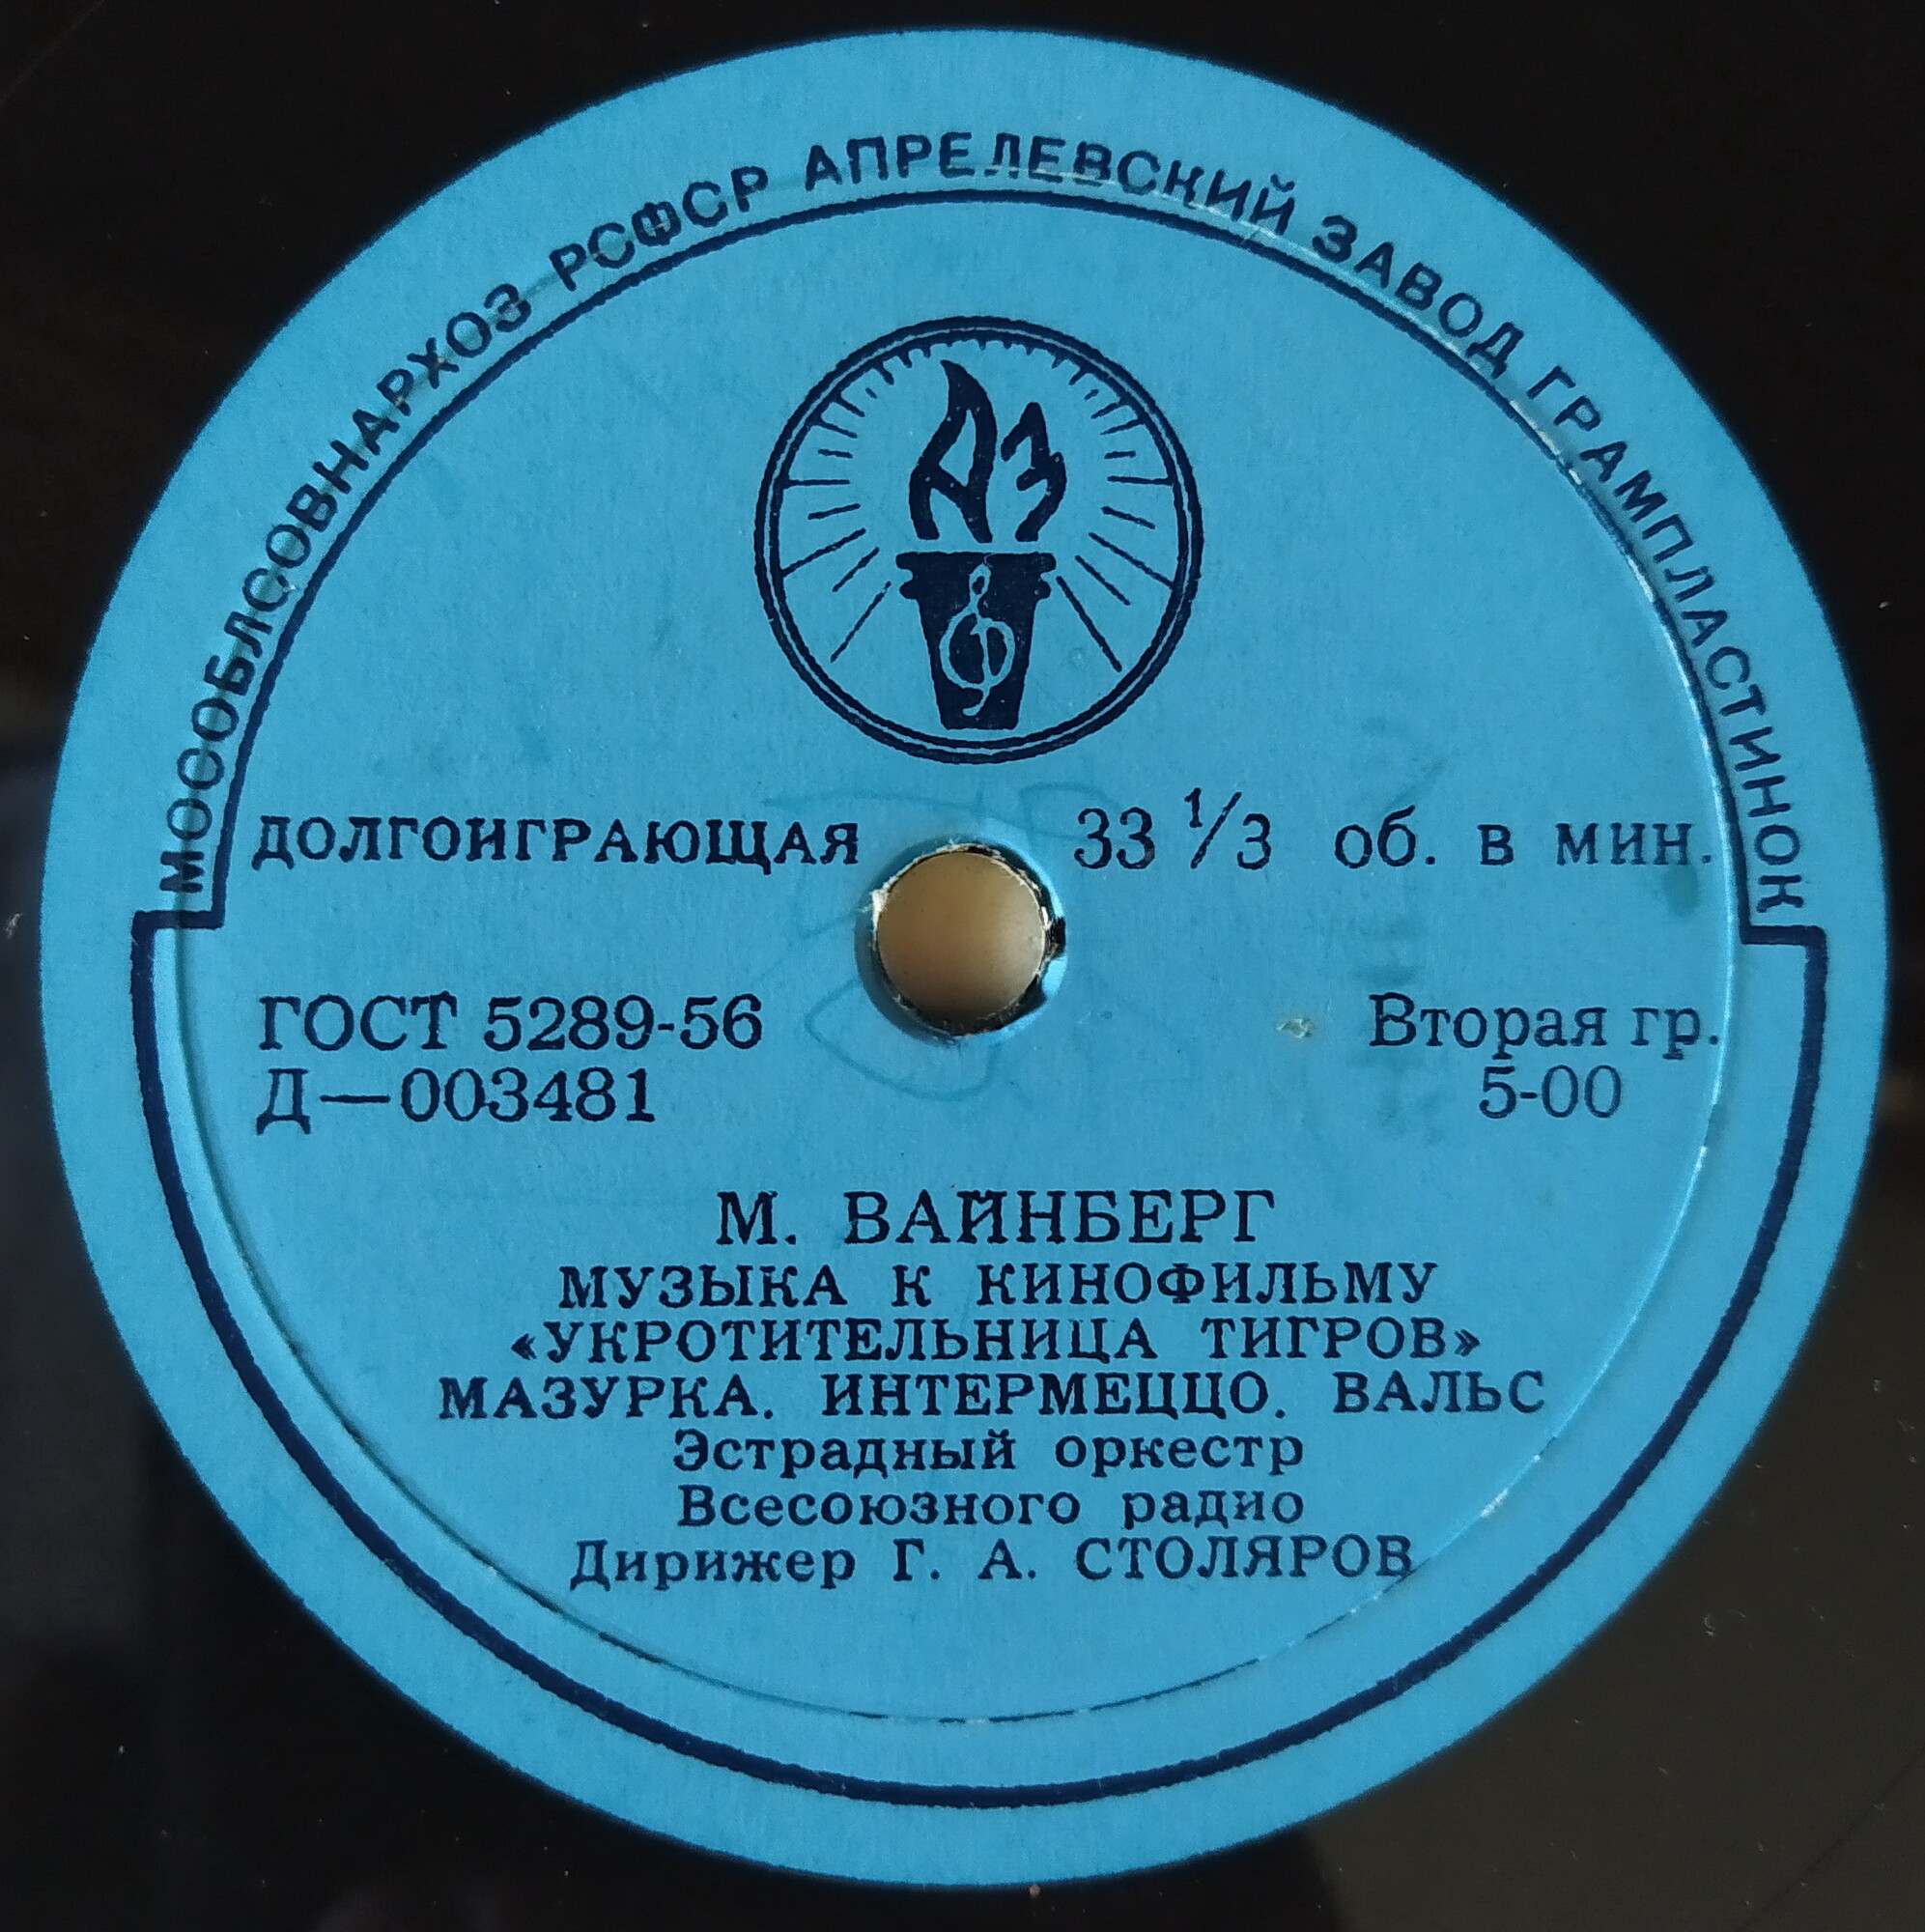 МОСОБЛСОВНАРХОЗ РСФСР АПРЕЛЕВСКИЙ ЗАВОД ГРАМПЛАСТИНОК
АЗ
ДОЛГОИГРАЮЩАЯ 33 1/3 об. в мин.
ГОСТ 5289-56 Вторая гр.
Д—003481 5-00
М. ВАЙНБЕРГ
МУЗЫКА К КИНОФИЛЬМУ
«УКРОТИТЕЛЬНИЦА ТИГРОВ»
МАЗУРКА. ИНТЕРМЕЦЦО. ВАЛЬС
Эстрадный оркестр
Всесоюзного радио
Дирижер Г. А. СТОЛЯРОВ